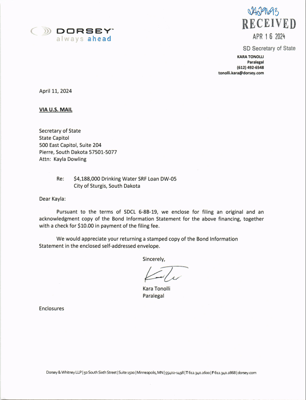 DORSEY
always ahead
RECEIVED
APR 16 2024
SD Secretary of State
KARA TONOLLI
Paralegal
(612) 492-6548
tonolli.kara@dorsey.com
April 11, 2024
VIA U.S. MAIL
Secretary of State
State Capitol
500 East Capitol, Suite 204
Pierre, South Dakota 57501-5077
Attn: Kayla Dowling
Re: $4,188,000 Drinking Water SRF Loan DW-05
City of Sturgis, South Dakota
Dear Kayla:
Pursuant to the terms of SDCL 6-8B-19, we enclose for filing an original and an
acknowledgment copy of the Bond Information Statement for the above financing, together
with a check for $10.00 in payment of the filing fee.
We would appreciate your returning a stamped copy of the Bond Information
Statement in the enclosed self-addressed envelope.
Sincerely,
Kara Tonolli
Paralegal
Enclosures
Dorsey & Whitney LLP | 50 South Sixth Street | Suite 1500 | Minneapolis, MN | 55402-1498 | T 612.340.2600 | F 612.340.2868 | dorsey.com